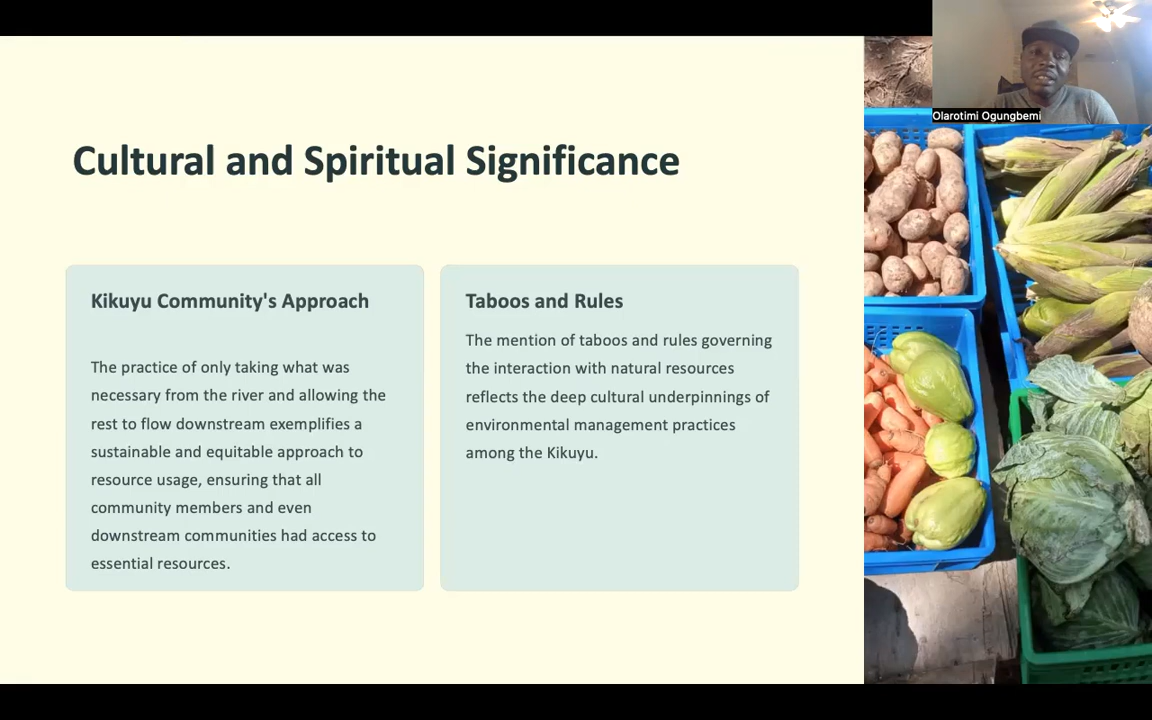 Olarotimi Ogungbemi
Cultural and Spiritual Significance
Kikuyu Community's Approach
The practice of only taking what was
necessary from the river and allowing the
rest to flow downstream exemplifies a
sustainable and equitable approach to
resource usage, ensuring that all
community members and even
downstream communities had access to
essential resources.
Taboos and Rules
The mention of taboos and rules governing
the interaction with natural resources
reflects the deep cultural underpinnings of
environmental management practices
among the Kikuyu.